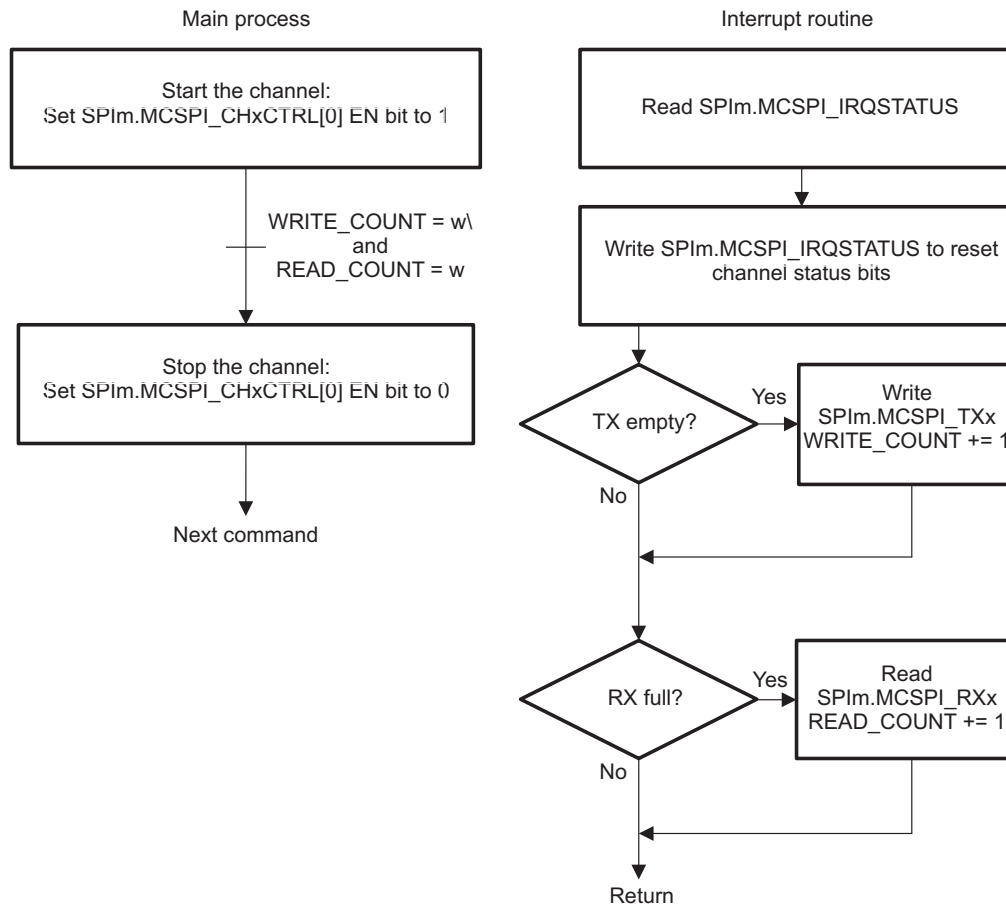 Main process
Start the channel:
Set SPIm.MCSPI_CHxCTRL[0] EN bit to 1
WRITE_COUNT = w\
and
READ_COUNT = w
Stop the channel:
Set SPIm.MCSPI_CHxCTRL[0] EN bit to 0
Next command
Interrupt routine
Read SPIm.MCSPI_IRQSTATUS
Write SPIm.MCSPI_IRQSTATUS to reset
channel status bits
TX empty?
Yes
Write
SPIm.MCSPI_TXx
WRITE_COUNT += 1
No
RX full?
Yes
Read
SPIm.MCSPI_RXx
READ_COUNT += 1
No
Return